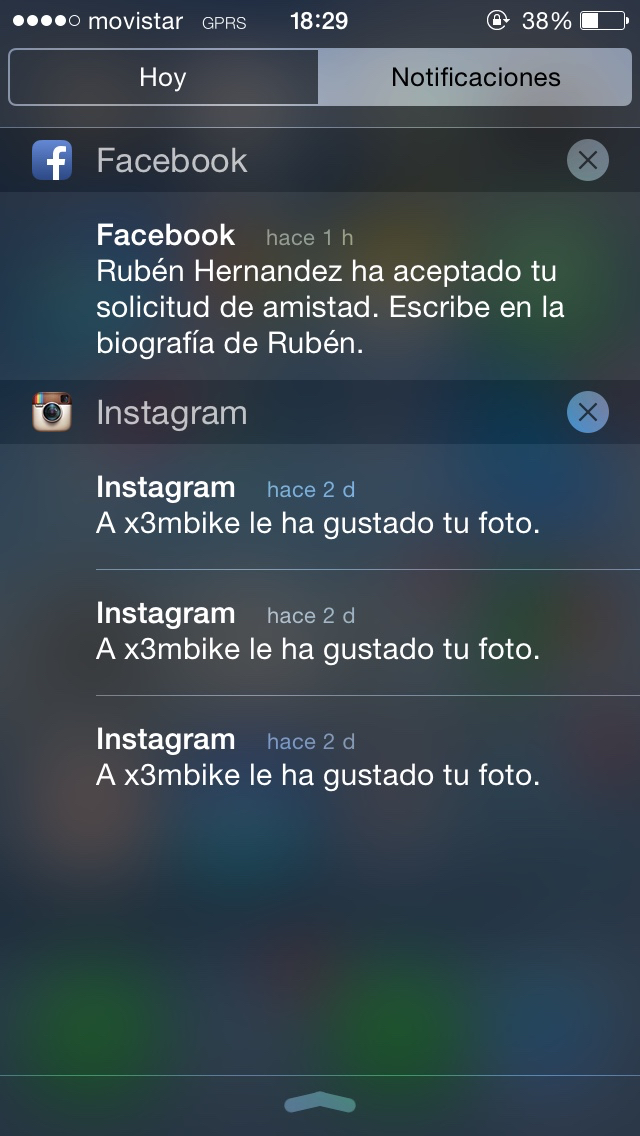 movistar GPRS 18:29 38%
Hoy Notificaciones
Facebook
Facebook hace 1 h
Rubén Hernandez ha aceptado tu
solicitud de amistad. Escribe en la
biografía de Rubén.
Instagram
Instagram hace 2 d
A x3mbike le ha gustado tu foto.
Instagram hace 2 d
A x3mbike le ha gustado tu foto.
Instagram hace 2 d
A x3mbike le ha gustado tu foto.